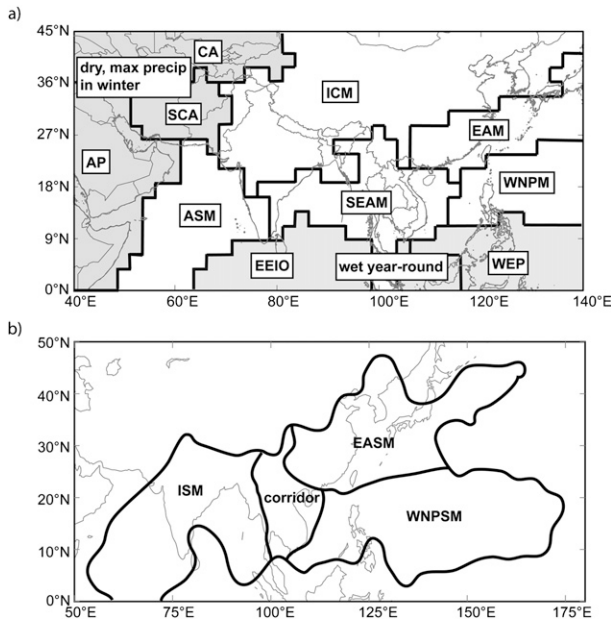 a)
45°N
36°N
27°N
18°N
9°N
0°N
CA
dry, max precip
in winter
ICM
SCA
EAM
AP
WNPM
ASM
SEAM
EEIO
wet year-round
WEP
40°E
60°E
80°E
100°E
120°E
140°E
b)
50°N
40°N
30°N
20°N
10°N
0°N
EASM
ISM
corridor
WNPSM
50°E
75°E
100°E
125°E
150°E
175°E